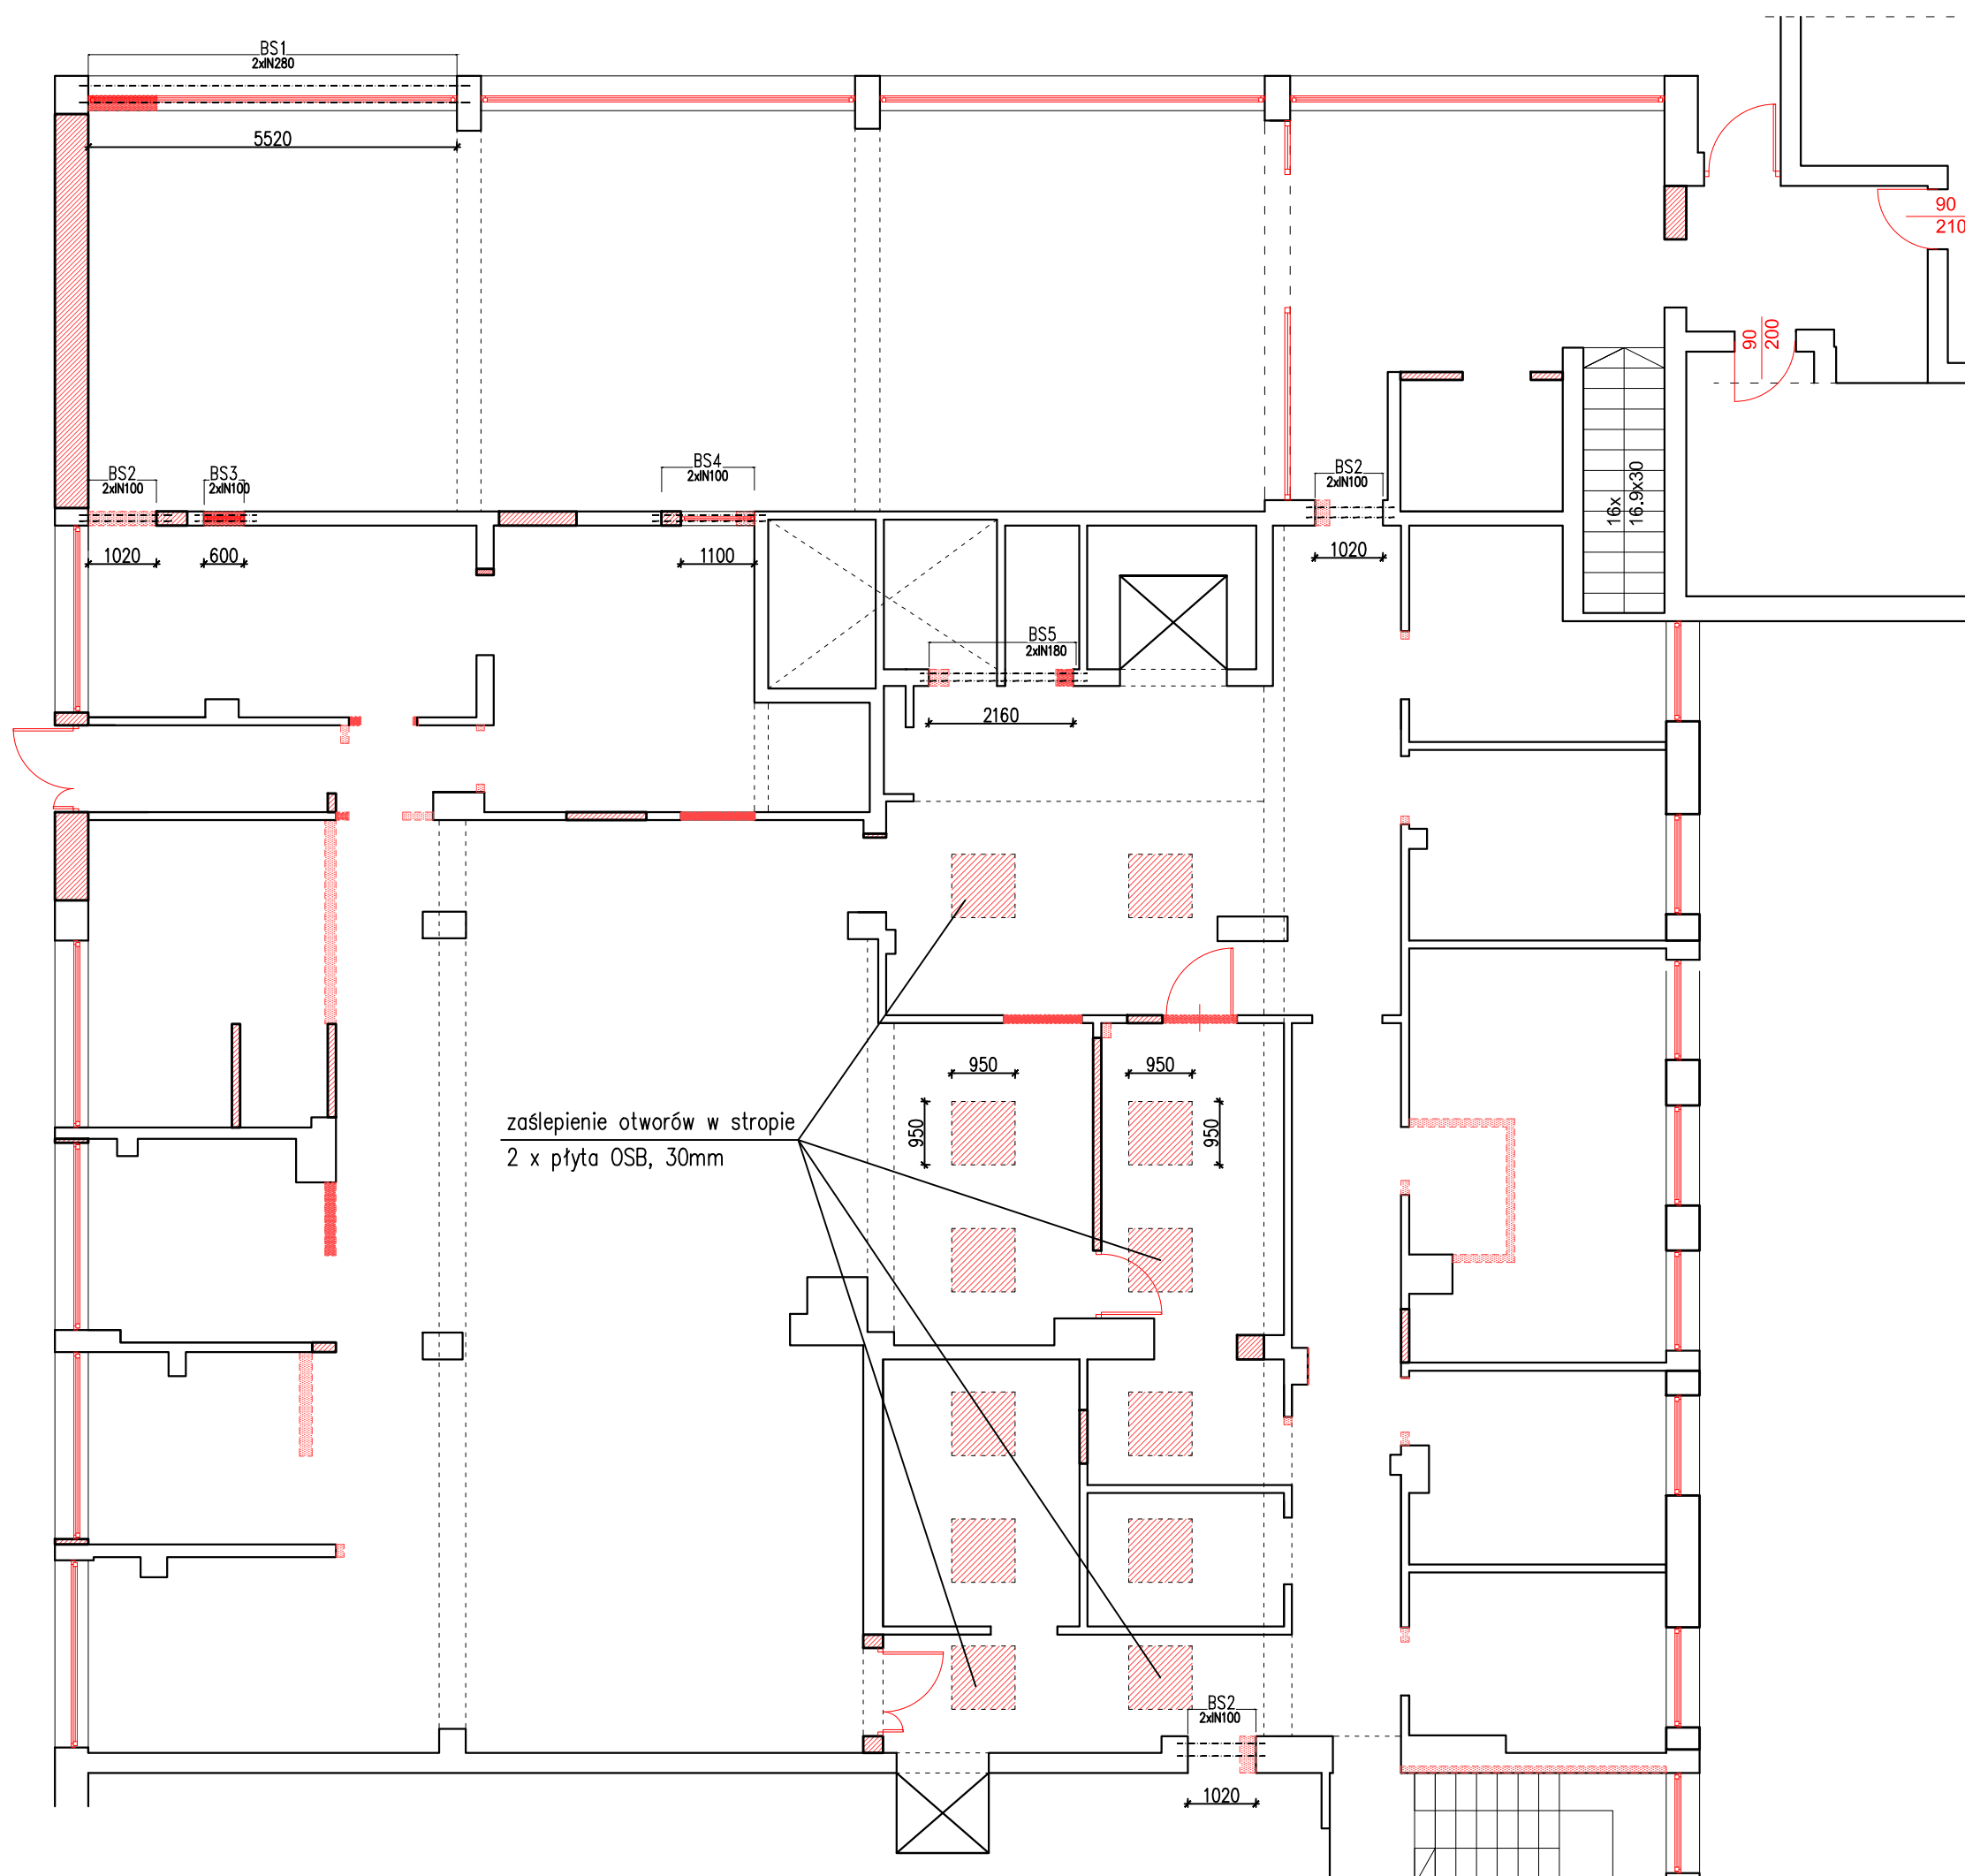 BS1
2xIN280
5520
90
210
90
200
BS2
2xIN100
BS3
2xIN100
BS4
2xIN100
BS2
2xIN100
16x
16.9x30
1020
600
1100
1020
BS5
2xIN180
2160
950
950
950
950
zaślepienie otworów w stropie
2 x płyta OSB, 30mm
BS2
2xIN100
1020